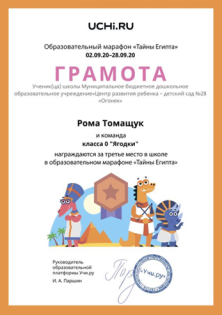 UCHi.RU
Образовательный марафон «Тайны Египта»
02.09.20–28.09.20
ГРАМОТА
Ученик(ца) школы Муниципальное бюджетное дошкольное
образовательное учреждение«Центр развития ребенка – детский сад №28
«Огонек»
Рома Томащук
и команда
класса 0 "Ягодки"
награждаются за третье место в школе
в образовательном марафоне «Тайны Египта»
Руководитель
образовательной
платформы Учи.ру
И. А. Паршин
«Учи.ру»